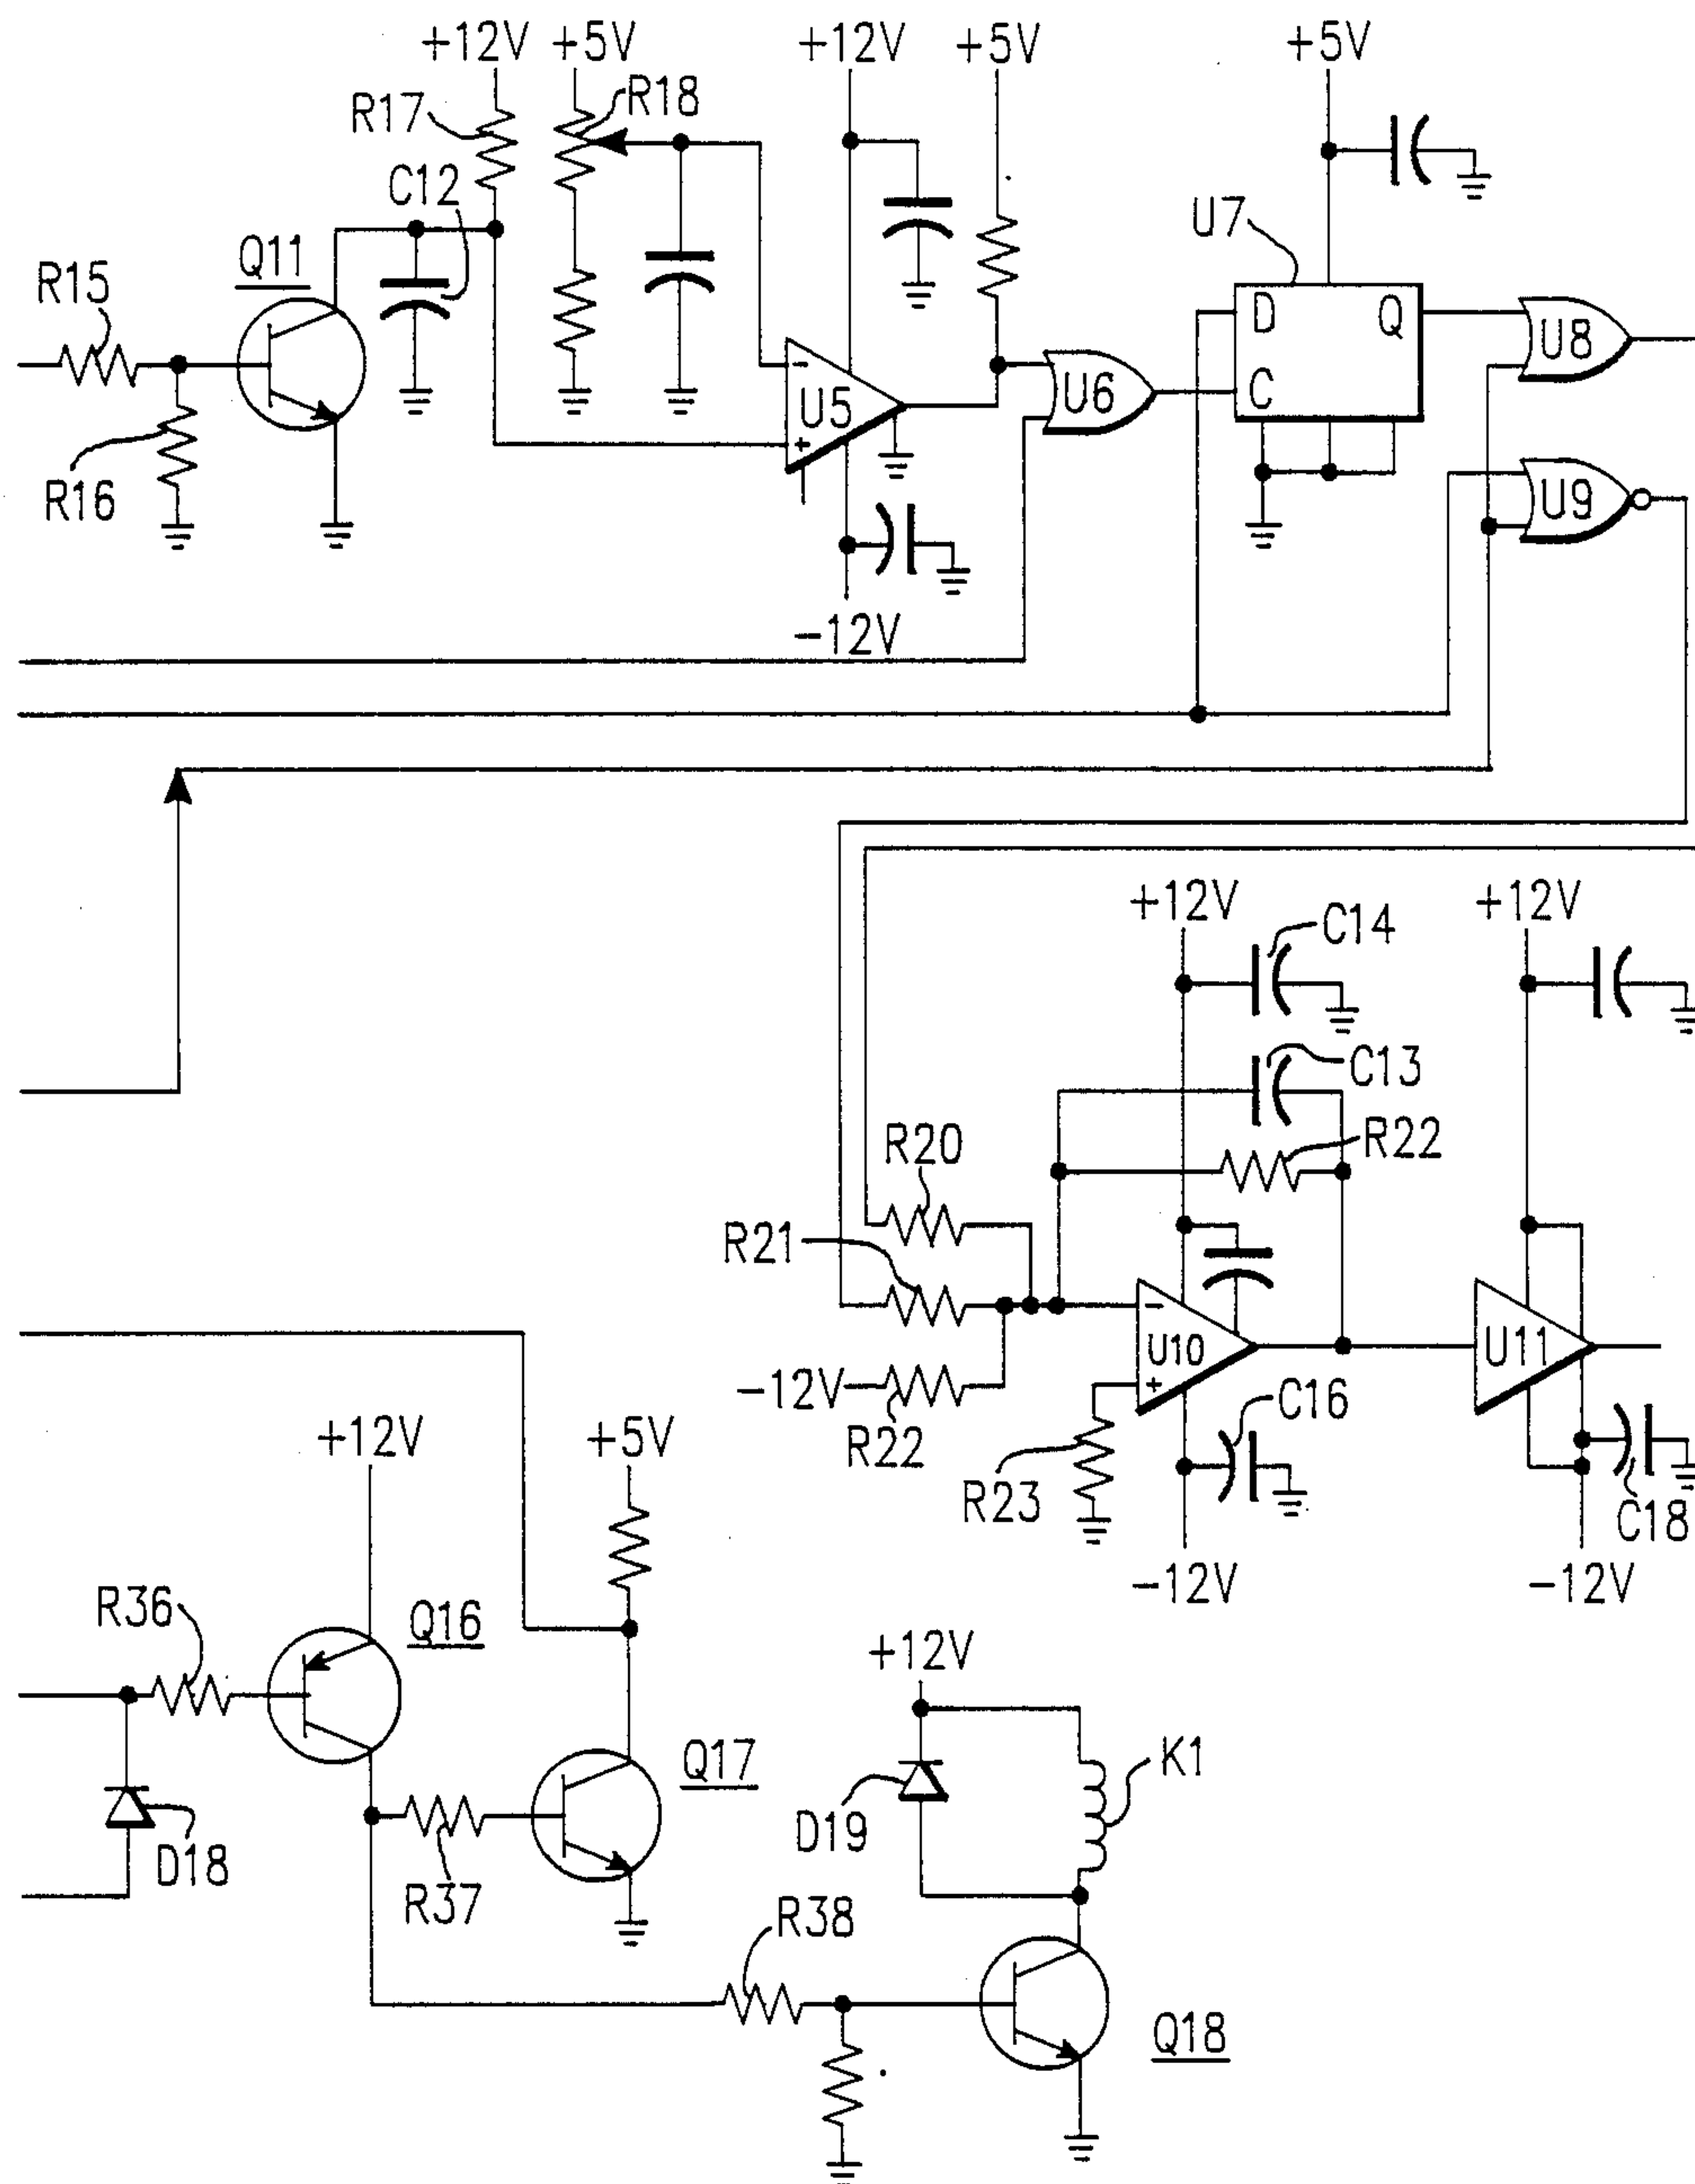 +12V +5V +12V +5V +5V
R17 R18
C12
U7
Q11
R15
D Q
U8
U5
-
+
U6
C
R16
U9
-12V
+12V +12V
C14
C13
R20
R22
R21
-
U10
+
U11
-12V
R22
C16
R23
C18
-12V -12V
+12V +5V
R36
Q16
+12V
Q17
K1
D19
D18
R37
R38
Q18